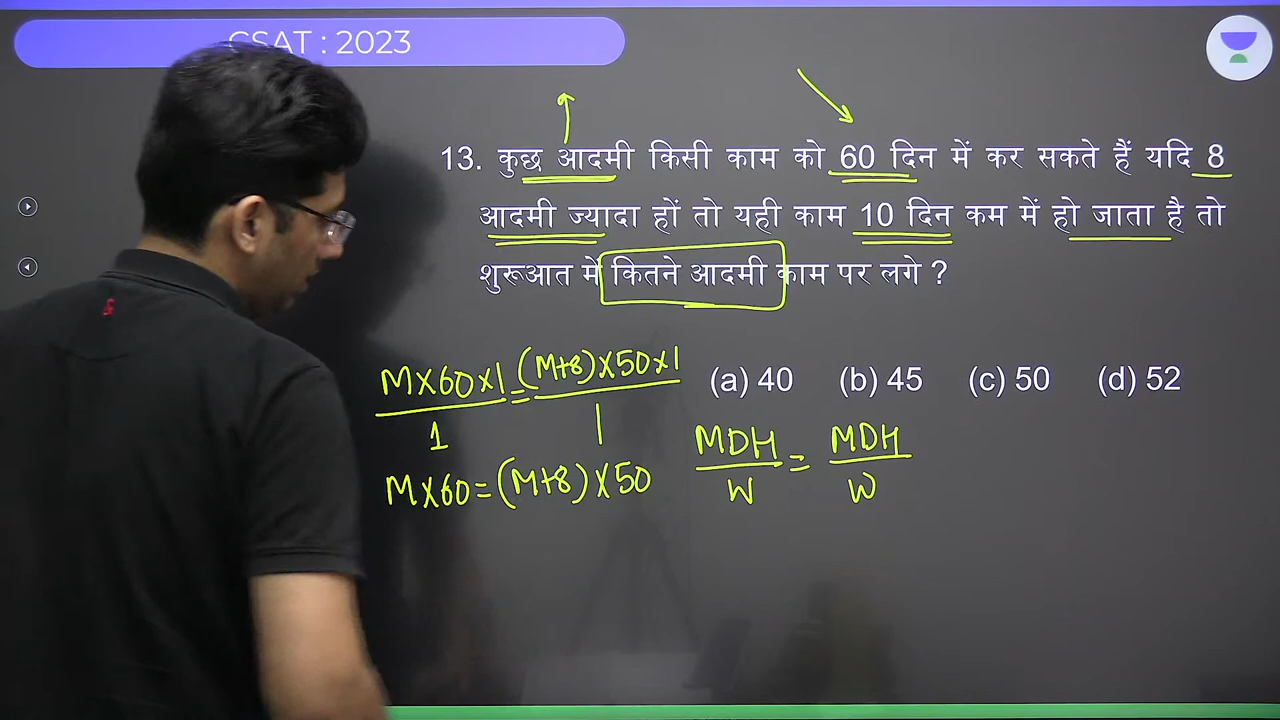 CSAT : 2023
13. कुछ आदमी किसी काम को 60 दिन में कर सकते हैं यदि 8
आदमी ज्यादा हों तो यही काम 10 दिन कम में हो जाता है तो
शुरूआत में कितने आदमी काम पर लगे ?
(a) 40 (b) 45 (c) 50 (d) 52
M×60×1 = (M+8)×50×1
1 1
M×60=(M+8)×50
MDH = MDH
W W